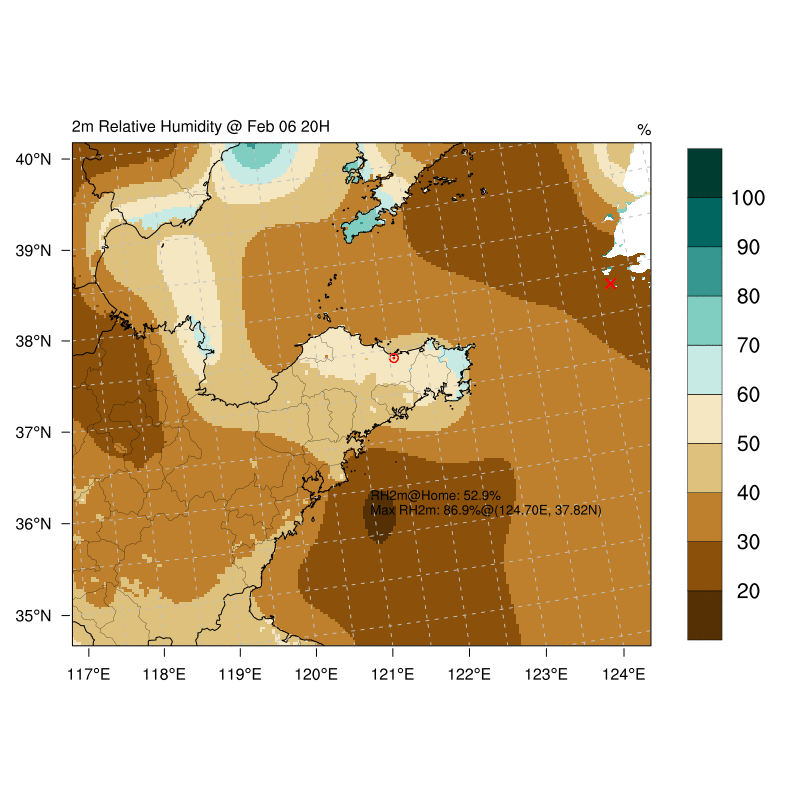 2m Relative Humidity @ Feb 06 20H
%
40°N
39°N
38°N
37°N
36°N
35°N
100
90
80
70
60
50
40
30
20
RH2m@Home: 52.9%
Max RH2m: 86.9%@(124.70E, 37.82N)
117°E 118°E 119°E 120°E 121°E 122°E 123°E 124°E